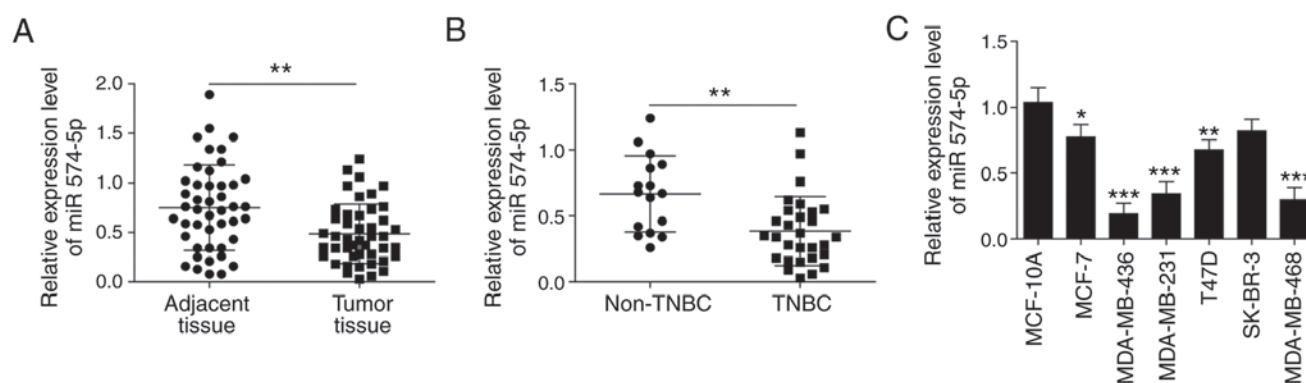 A
Relative expression level
of miR 574-5p
2.0
1.5
1.0
0.5
0.0
**
Adjacent
tissue
Tumor
tissue
B
Relative expression level
of miR 574-5p
1.5
1.0
0.5
0.0
**
Non-TNBC
TNBC
C
Relative expression level
of miR 574-5p
1.5
1.0
0.5
0.0
*
***
***
**
***
MCF-10A
MCF-7
MDA-MB-436
MDA-MB-231
T47D
SK-BR-3
MDA-MB-468